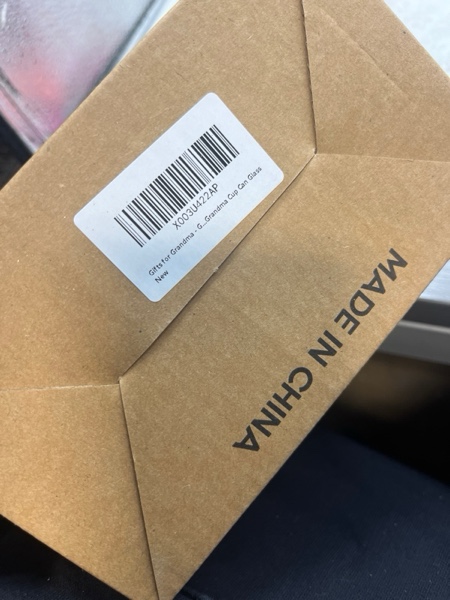 X003U422AP
Gifts for Grandma - G...Grandma Cup Can Glass
New
MADE IN CHINA